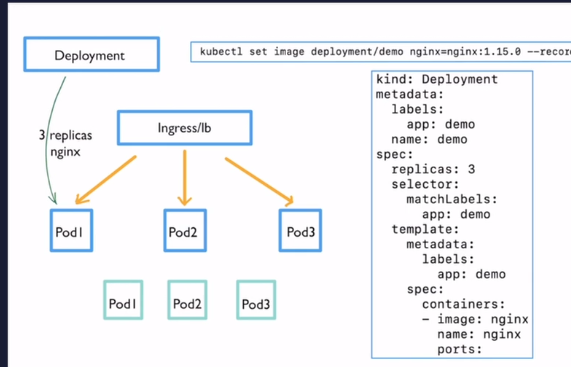 Deployment
kubectl set image deployment/demo nginx=nginx:1.15.0 --recor
3 replicas
nginx
Ingress/lb
Pod1
Pod2
Pod3
Pod1
Pod2
Pod3
kind: Deployment
metadata:
  labels:
    app: demo
  name: demo
spec:
  replicas: 3
  selector:
    matchLabels:
      app: demo
  template:
    metadata:
      labels:
        app: demo
    spec:
      containers:
      - image: nginx
        name: nginx
        ports: